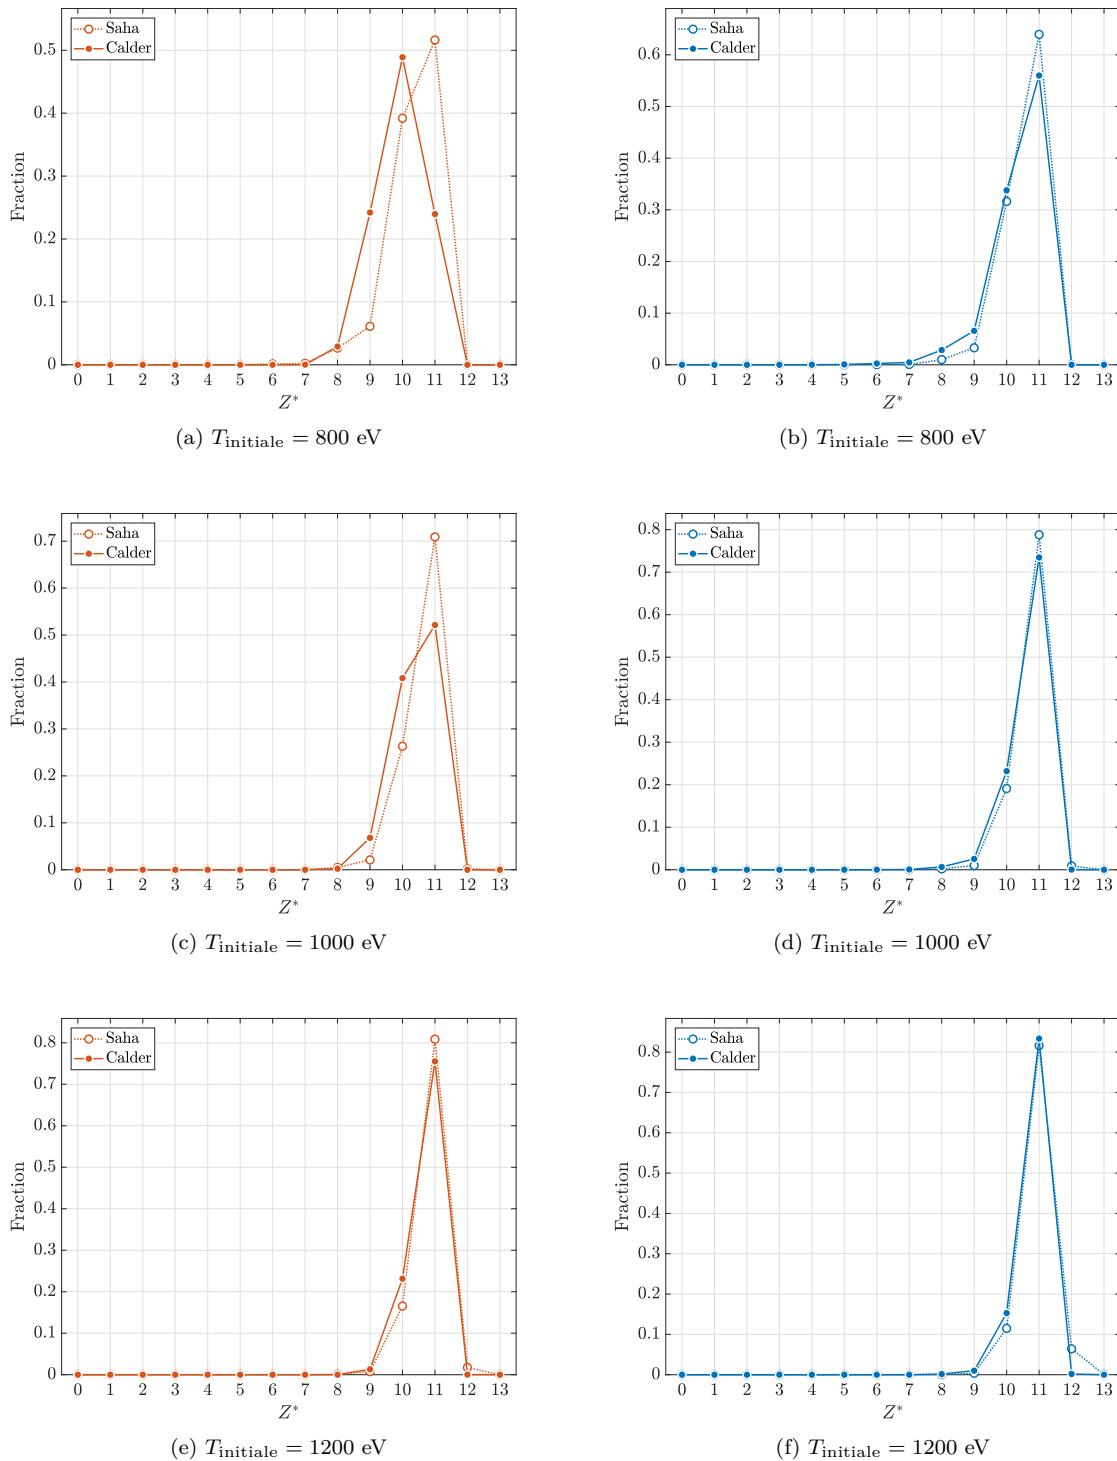 Saha
Calder
0.5
0.4
0.3
0.2
0.1
0
Fraction
0 1 2 3 4 5 6 7 8 9 10 11 12 13
Z*
(a) Tinitiale = 800 eV
Saha
Calder
0.6
0.5
0.4
0.3
0.2
0.1
0
Fraction
0 1 2 3 4 5 6 7 8 9 10 11 12 13
Z*
(b) Tinitiale = 800 eV
Saha
Calder
0.7
0.6
0.5
0.4
0.3
0.2
0.1
0
Fraction
0 1 2 3 4 5 6 7 8 9 10 11 12 13
Z*
(c) Tinitiale = 1000 eV
Saha
Calder
0.8
0.7
0.6
0.5
0.4
0.3
0.2
0.1
0
Fraction
0 1 2 3 4 5 6 7 8 9 10 11 12 13
Z*
(d) Tinitiale = 1000 eV
Saha
Calder
0.8
0.7
0.6
0.5
0.4
0.3
0.2
0.1
0
Fraction
0 1 2 3 4 5 6 7 8 9 10 11 12 13
Z*
(e) Tinitiale = 1200 eV
Saha
Calder
0.8
0.7
0.6
0.5
0.4
0.3
0.2
0.1
0
Fraction
0 1 2 3 4 5 6 7 8 9 10 11 12 13
Z*
(f) Tinitiale = 1200 eV